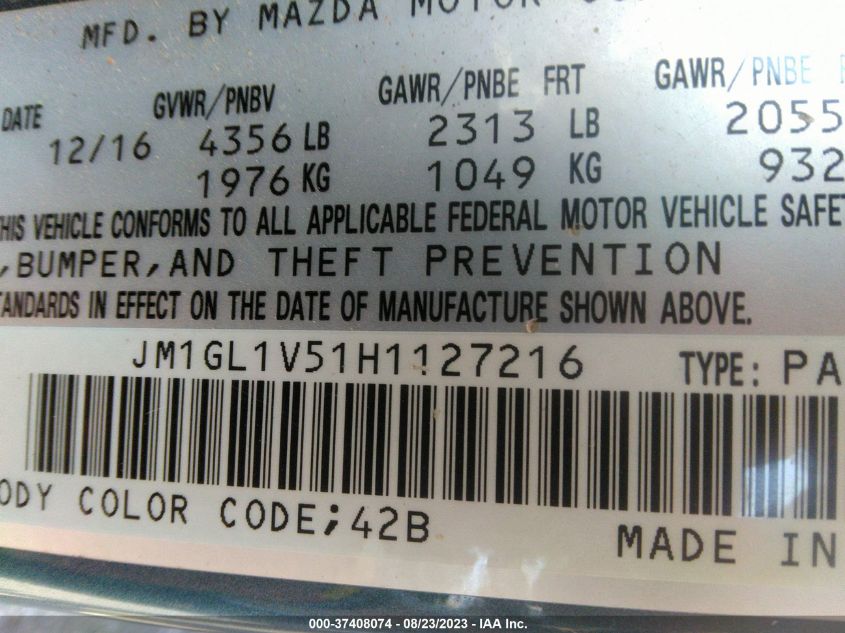 MFD. BY MAZDA MOTOR
DATE GVWR/PNBV GAWR/PNBE FRT GAWR/PNBE
12/16 4356 LB 2313 LB 2055
1976 KG 1049 KG 932
THIS VEHICLE CONFORMS TO ALL APPLICABLE FEDERAL MOTOR VEHICLE SAFET
,BUMPER,AND THEFT PREVENTION
TANDARDS IN EFFECT ON THE DATE OF MANUFACTURE SHOWN ABOVE.
JM1GL1V51H1127216 TYPE: PA
ODY COLOR CODE;42B MADE IN
000-37408074 - 08/23/2023 - IAA Inc.